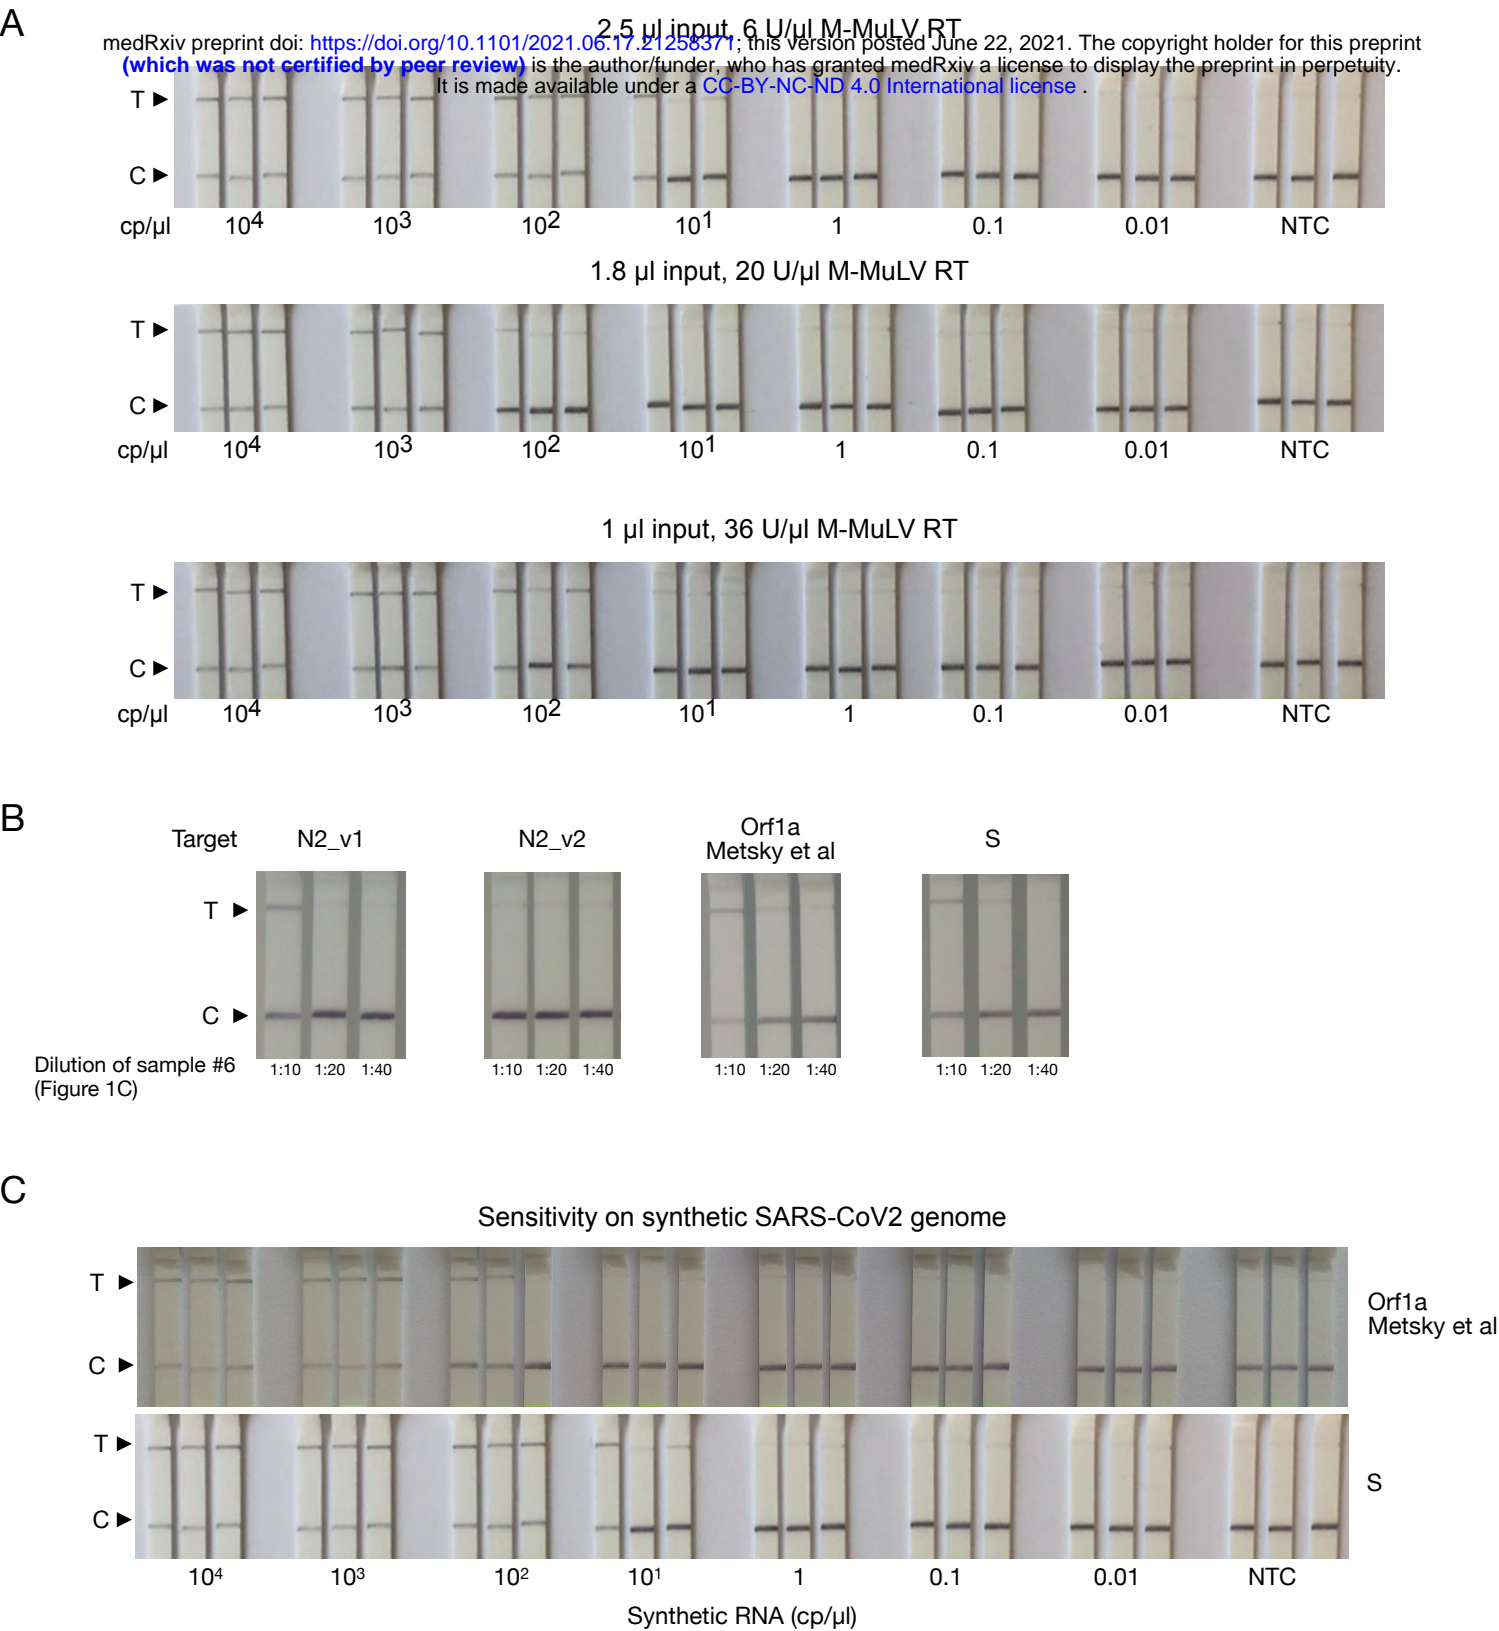 A
2.5 µl input, 6 U/µl M-MuLV RT
medRxiv preprint doi: https://doi.org/10.1101/2021.06.17.21258371; this version posted June 22, 2021. The copyright holder for this preprint
(which was not certified by peer review) is the author/funder, who has granted medRxiv a license to display the preprint in perpetuity.
It is made available under a CC-BY-NC-ND 4.0 International license .
T ►
C ►
cp/µl 10⁴ 10³ 10² 10¹ 1 0.1 0.01 NTC
1.8 µl input, 20 U/µl M-MuLV RT
T ►
C ►
cp/µl 10⁴ 10³ 10² 10¹ 1 0.1 0.01 NTC
1 µl input, 36 U/µl M-MuLV RT
T ►
C ►
cp/µl 10⁴ 10³ 10² 10¹ 1 0.1 0.01 NTC
B
Target N2_v1 N2_v2 Orf1a Metsky et al S
T ►
C ►
Dilution of sample #6 1:10 1:20 1:40 1:10 1:20 1:40 1:10 1:20 1:40 1:10 1:20 1:40
(Figure 1C)
C
Sensitivity on synthetic SARS-CoV2 genome
T ►
Orf1a
Metsky et al
C ►
T ►
S
C ►
10⁴ 10³ 10² 10¹ 1 0.1 0.01 NTC
Synthetic RNA (cp/µl)